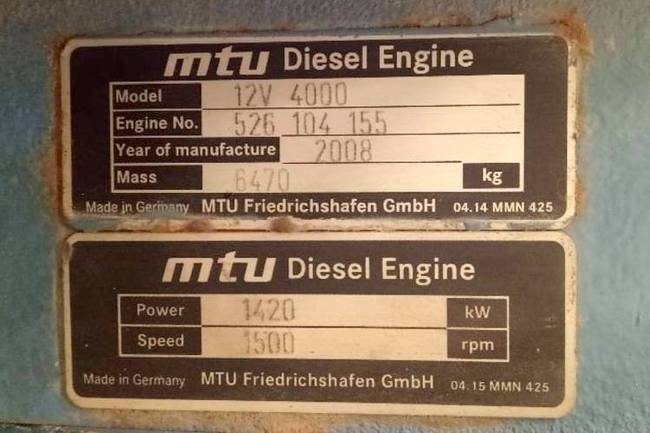 mtu Diesel Engine
Model 12V 4000
Engine No. 526 104 155
Year of manufacture 2008
Mass 6470 kg
Made in Germany MTU Friedrichshafen GmbH 04.14 MMN 425
mtu Diesel Engine
Power 1420 kW
Speed 1500 rpm
Made in Germany MTU Friedrichshafen GmbH 04.15 MMN 425